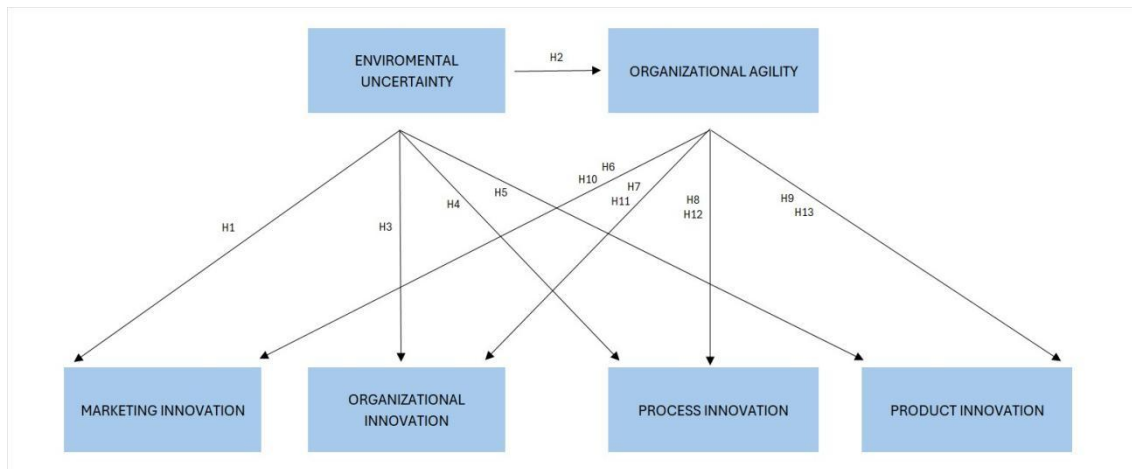 ENVIROMENTAL
UNCERTAINTY
H2
ORGANIZATIONAL AGILITY
H1
H3
H4
H5
H6
H10
H7
H11
H8
H12
H9
H13
MARKETING INNOVATION
ORGANIZATIONAL
INNOVATION
PROCESS INNOVATION
PRODUCT INNOVATION